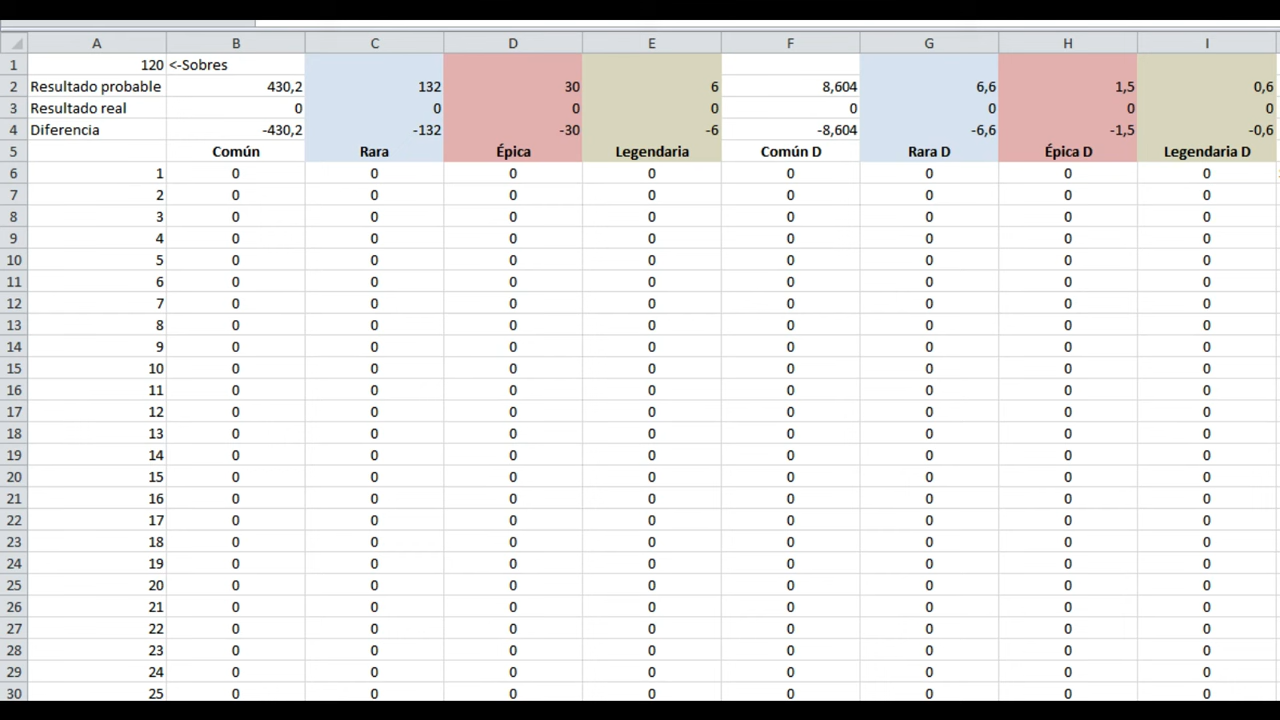 A B C D E F G H I
1 120 <-Sobres
2 Resultado probable 430,2 132 30 6 8,604 6,6 1,5 0,6
3 Resultado real 0 0 0 0 0 0 0 0
4 Diferencia -430,2 -132 -30 -6 -8,604 -6,6 -1,5 -0,6
5 Común Rara Épica Legendaria Común D Rara D Épica D Legendaria D
6 1 0 0 0 0 0 0 0 0
7 2 0 0 0 0 0 0 0 0
8 3 0 0 0 0 0 0 0 0
9 4 0 0 0 0 0 0 0 0
10 5 0 0 0 0 0 0 0 0
11 6 0 0 0 0 0 0 0 0
12 7 0 0 0 0 0 0 0 0
13 8 0 0 0 0 0 0 0 0
14 9 0 0 0 0 0 0 0 0
15 10 0 0 0 0 0 0 0 0
16 11 0 0 0 0 0 0 0 0
17 12 0 0 0 0 0 0 0 0
18 13 0 0 0 0 0 0 0 0
19 14 0 0 0 0 0 0 0 0
20 15 0 0 0 0 0 0 0 0
21 16 0 0 0 0 0 0 0 0
22 17 0 0 0 0 0 0 0 0
23 18 0 0 0 0 0 0 0 0
24 19 0 0 0 0 0 0 0 0
25 20 0 0 0 0 0 0 0 0
26 21 0 0 0 0 0 0 0 0
27 22 0 0 0 0 0 0 0 0
28 23 0 0 0 0 0 0 0 0
29 24 0 0 0 0 0 0 0 0
30 25 0 0 0 0 0 0 0 0